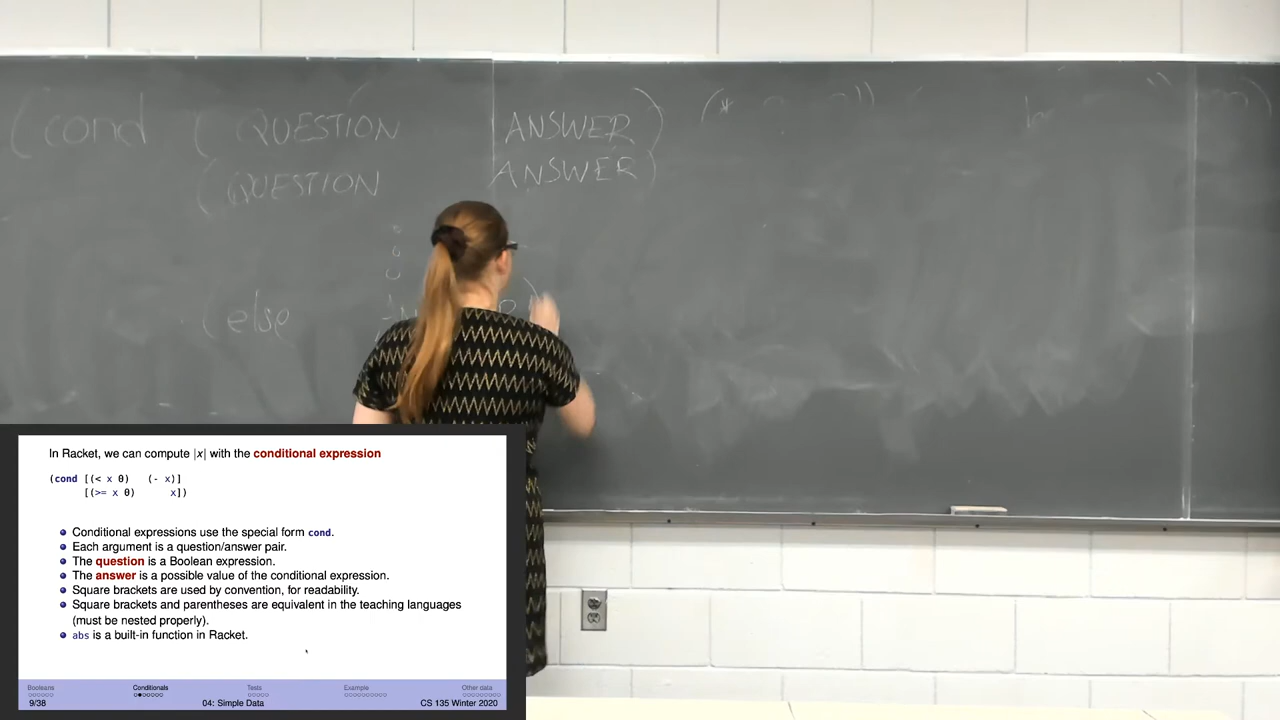 (cond (QUESTION ANSWER)
(QUESTION ANSWER)
(else
In Racket, we can compute |x| with the conditional expression
(cond [(< x 0) (- x)]
[(>= x 0) x])
Conditional expressions use the special form cond.
Each argument is a question/answer pair.
The question is a Boolean expression.
The answer is a possible value of the conditional expression.
Square brackets are used by convention, for readability.
Square brackets and parentheses are equivalent in the teaching languages
(must be nested properly).
abs is a built-in function in Racket.
Booleans Conditionals Tests Example Other data
9/38 04: Simple Data CS 135 Winter 2020